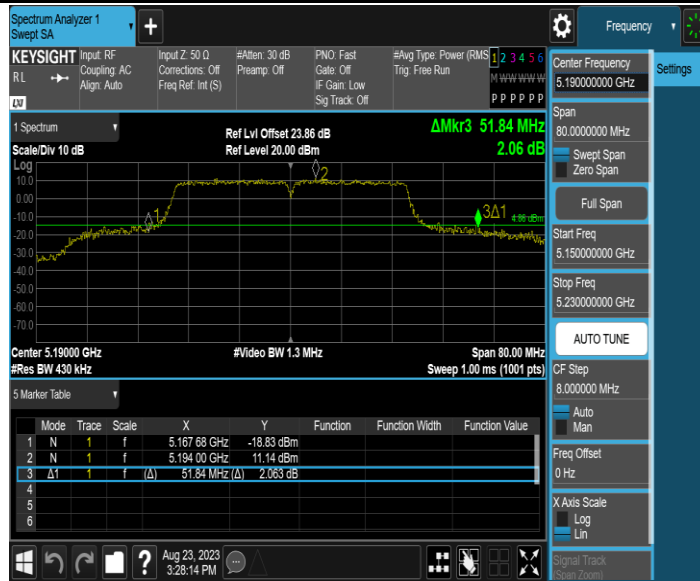 Spectrum Analyzer 1
Swept SA
+
Frequency
KEYSIGHT
RL
LXI
Input: RF
Coupling: AC
Align: Auto
Input Z: 50 Ω
Corrections: Off
Freq Ref: Int (S)
#Atten: 30 dB
Preamp: Off
PNO: Fast
Gate: Off
IF Gain: Low
Sig Track: Off
#Avg Type: Power (RMS
Trig: Free Run
1 2 3 4 5 6
M W W W W W
P P P P P P
1 Spectrum
Scale/Div 10 dB
Ref Lvl Offset 23.86 dB
Ref Level 20.00 dBm
ΔMkr3 51.84 MHz
2.06 dB
Log
10.0
0.00
-10.0
-20.0
-30.0
-40.0
-50.0
-60.0
-70.0
1
2
3Δ1
Center 5.19000 GHz
#Video BW 1.3 MHz
Span 80.00 MHz
#Res BW 430 kHz
Sweep 1.00 ms (1001 pts)
5 Marker Table
Mode Trace Scale X Y Function Function Width Function Value
1 N 1 f 5.167 68 GHz -18.83 dBm
2 N 1 f 5.194 00 GHz 11.14 dBm
3 Δ1 1 f (Δ) 51.84 MHz (Δ) 2.063 dB
4
5
6
?
Aug 23, 2023
3:28:14 PM
Center Frequency
5.190000000 GHz
Settings
Span
80.0000000 MHz
Swept Span
Zero Span
Full Span
Start Freq
5.150000000 GHz
Stop Freq
5.230000000 GHz
AUTO TUNE
CF Step
8.000000 MHz
Auto
Man
Freq Offset
0 Hz
X Axis Scale
Log
Lin
Signal Track
(Span Zoom)